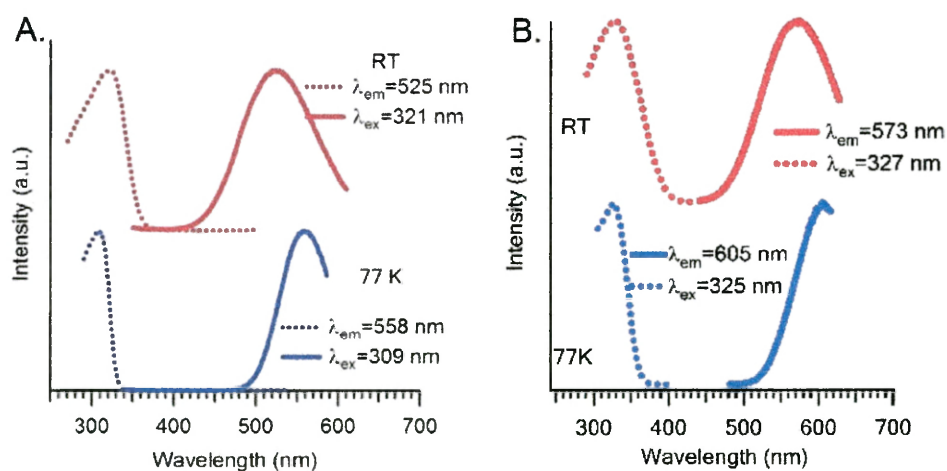 A.
RT
λem=525 nm
λex=321 nm
77 K
λem=558 nm
λex=309 nm
Intensity (a.u.)
300 400 500 600 700
Wavelength (nm)
B.
RT
λem=573 nm
λex=327 nm
λem=605 nm
λex=325 nm
77K
Intensity (a.u.)
300 400 500 600 700
Wavelength (nm)